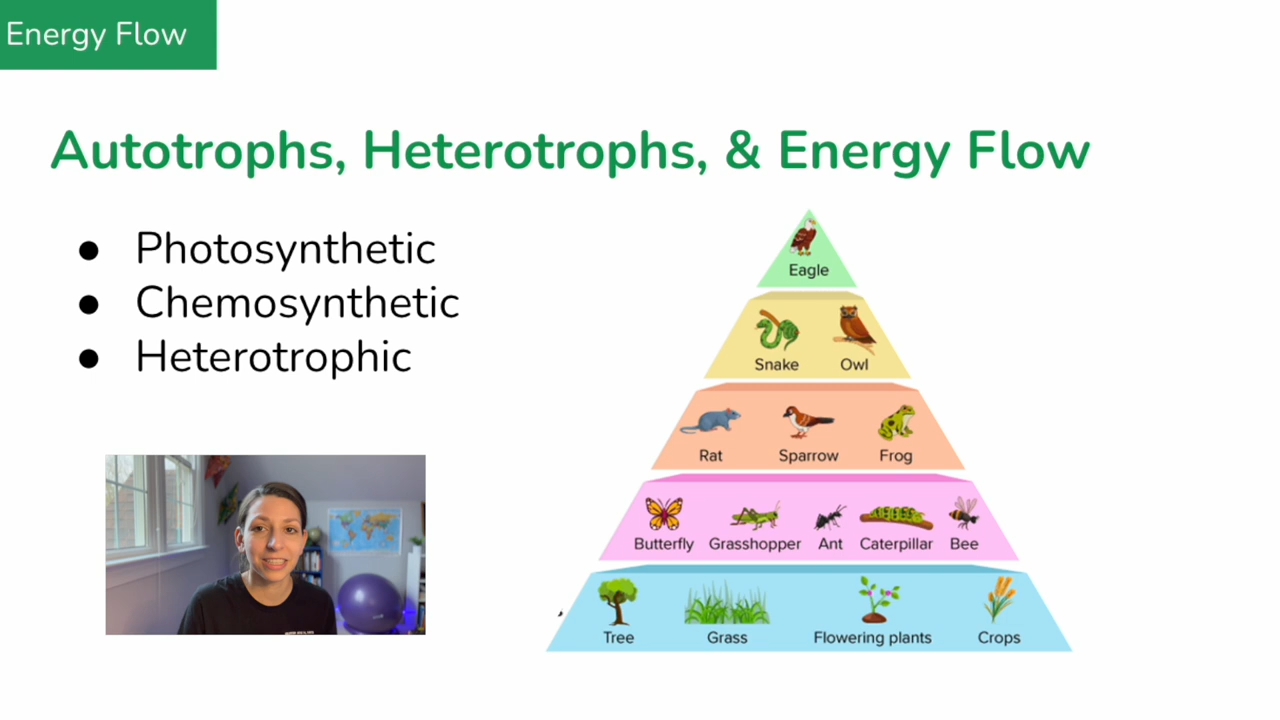 Energy Flow
Autotrophs, Heterotrophs, & Energy Flow
● Photosynthetic
● Chemosynthetic
● Heterotrophic
Eagle
Snake Owl
Rat Sparrow Frog
Butterfly Grasshopper Ant Caterpillar Bee
Tree Grass Flowering plants Crops